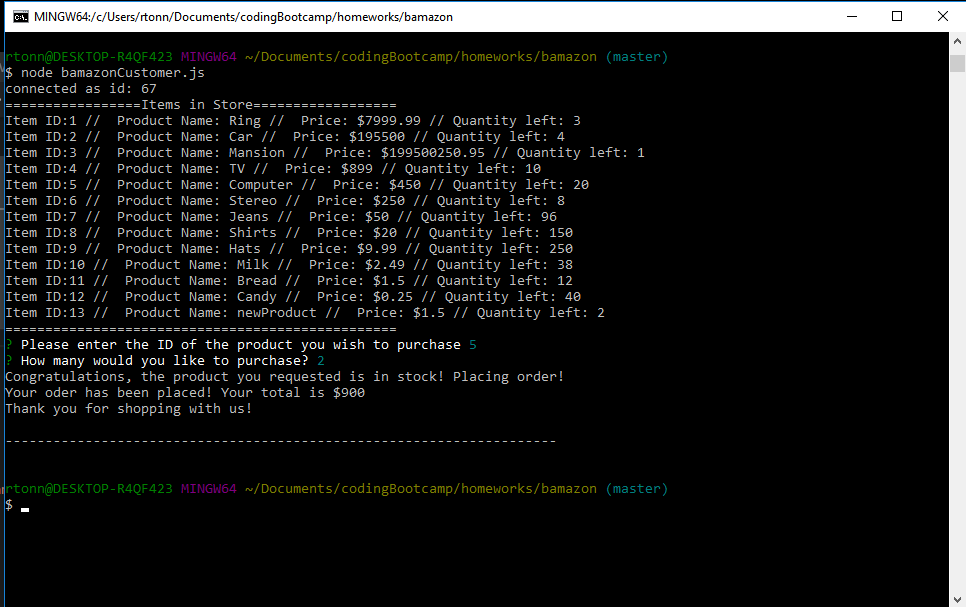 MINGW64:/c/Users/rtonn/Documents/codingBootcamp/homeworks/bamazon
rtonn@DESKTOP-R4QF423 MINGW64 ~/Documents/codingBootcamp/homeworks/bamazon (master)
$ node bamazonCustomer.js
connected as id: 67
=================Items in Store==================
Item ID:1 //  Product Name: Ring //  Price: $7999.99 // Quantity left: 3
Item ID:2 //  Product Name: Car //  Price: $195500 // Quantity left: 4
Item ID:3 //  Product Name: Mansion //  Price: $199500250.95 // Quantity left: 1
Item ID:4 //  Product Name: TV //  Price: $899 // Quantity left: 10
Item ID:5 //  Product Name: Computer //  Price: $450 // Quantity left: 20
Item ID:6 //  Product Name: Stereo //  Price: $250 // Quantity left: 8
Item ID:7 //  Product Name: Jeans //  Price: $50 // Quantity left: 96
Item ID:8 //  Product Name: Shirts //  Price: $20 // Quantity left: 150
Item ID:9 //  Product Name: Hats //  Price: $9.99 // Quantity left: 250
Item ID:10 //  Product Name: Milk //  Price: $2.49 // Quantity left: 38
Item ID:11 //  Product Name: Bread //  Price: $1.5 // Quantity left: 12
Item ID:12 //  Product Name: Candy //  Price: $0.25 // Quantity left: 40
Item ID:13 //  Product Name: newProduct //  Price: $1.5 // Quantity left: 2
=================================================
? Please enter the ID of the product you wish to purchase 5
? How many would you like to purchase? 2
Congratulations, the product you requested is in stock! Placing order!
Your oder has been placed! Your total is $900
Thank you for shopping with us!
---------------------------------------------------------------------
rtonn@DESKTOP-R4QF423 MINGW64 ~/Documents/codingBootcamp/homeworks/bamazon (master)
$